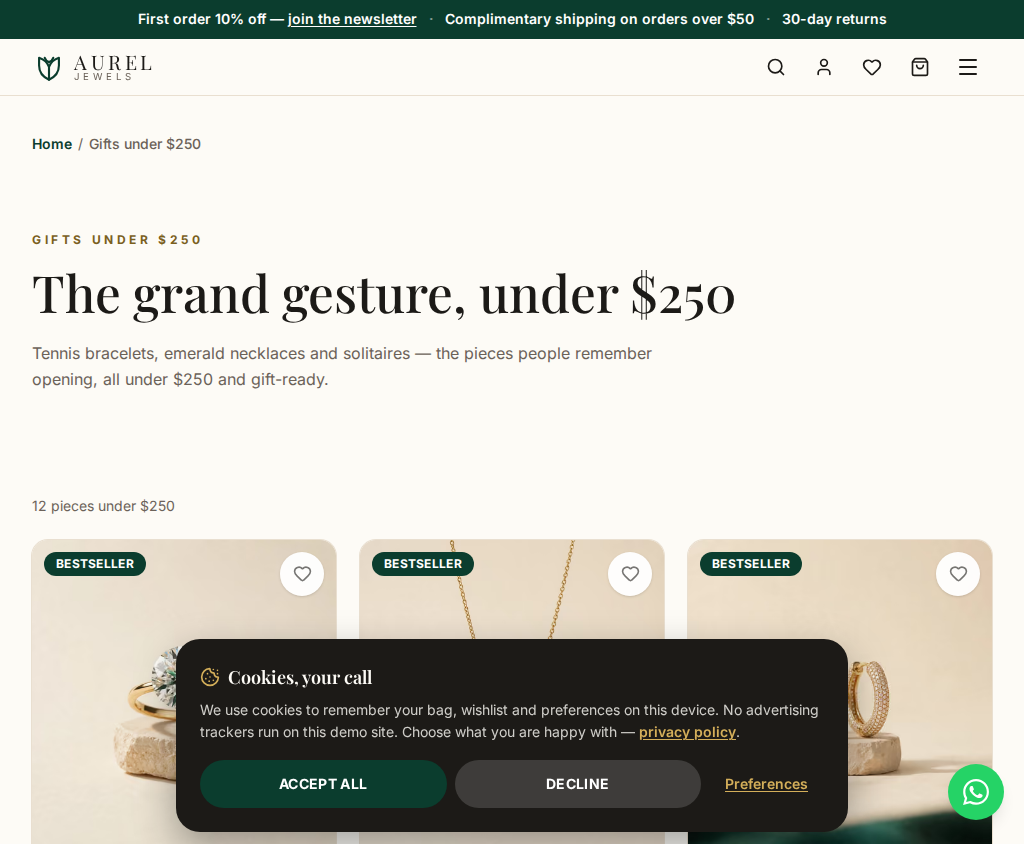 First order 10% off — join the newsletter · Complimentary shipping on orders over $50 · 30-day returns
AUREL
JEWELS
Home / Gifts under $250
GIFTS UNDER $250
The grand gesture, under $250
Tennis bracelets, emerald necklaces and solitaires — the pieces people remember
opening, all under $250 and gift-ready.
12 pieces under $250
BESTSELLER
BESTSELLER
BESTSELLER
Cookies, your call
We use cookies to remember your bag, wishlist and preferences on this device. No advertising
trackers run on this demo site. Choose what you are happy with — privacy policy.
ACCEPT ALL
DECLINE
Preferences